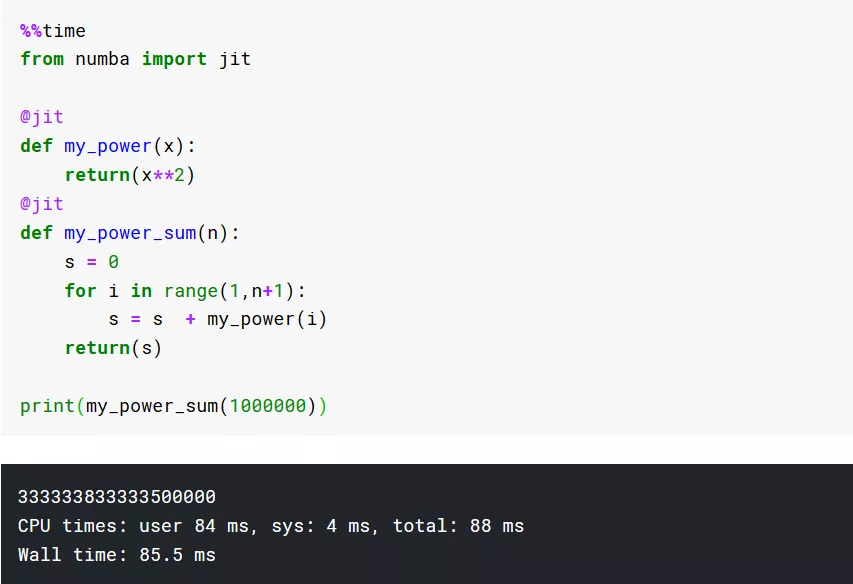 %%time
from numba import jit
@jit
def my_power(x):
    return(x**2)
@jit
def my_power_sum(n):
    s = 0
    for i in range(1,n+1):
        s = s  + my_power(i)
    return(s)
print(my_power_sum(1000000))
333333833333500000
CPU times: user 84 ms, sys: 4 ms, total: 88 ms
Wall time: 85.5 ms